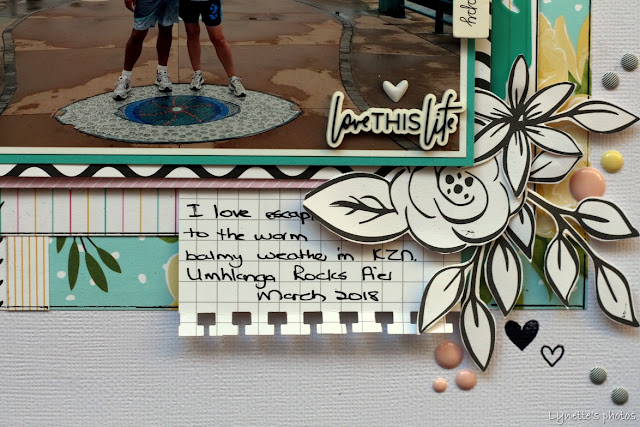 love THIS life
I love escapi
to the warm
balmy weather in KZN.
Umhlanga Rocks Pier
March 2018
Lynette's photos